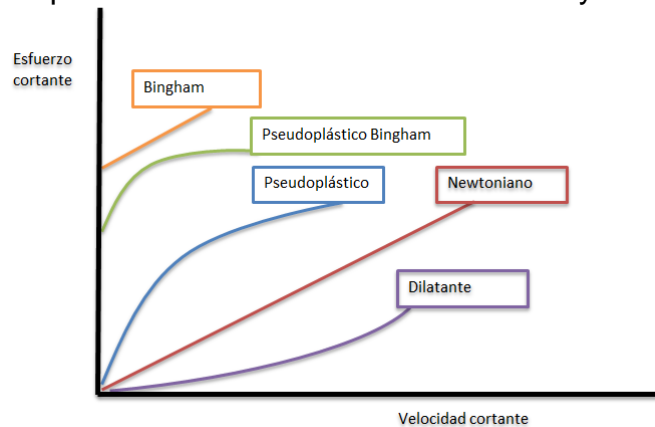 Esfuerzo
cortante
Bingham
Pseudoplástico Bingham
Pseudoplástico
Newtoniano
Dilatante
Velocidad cortante